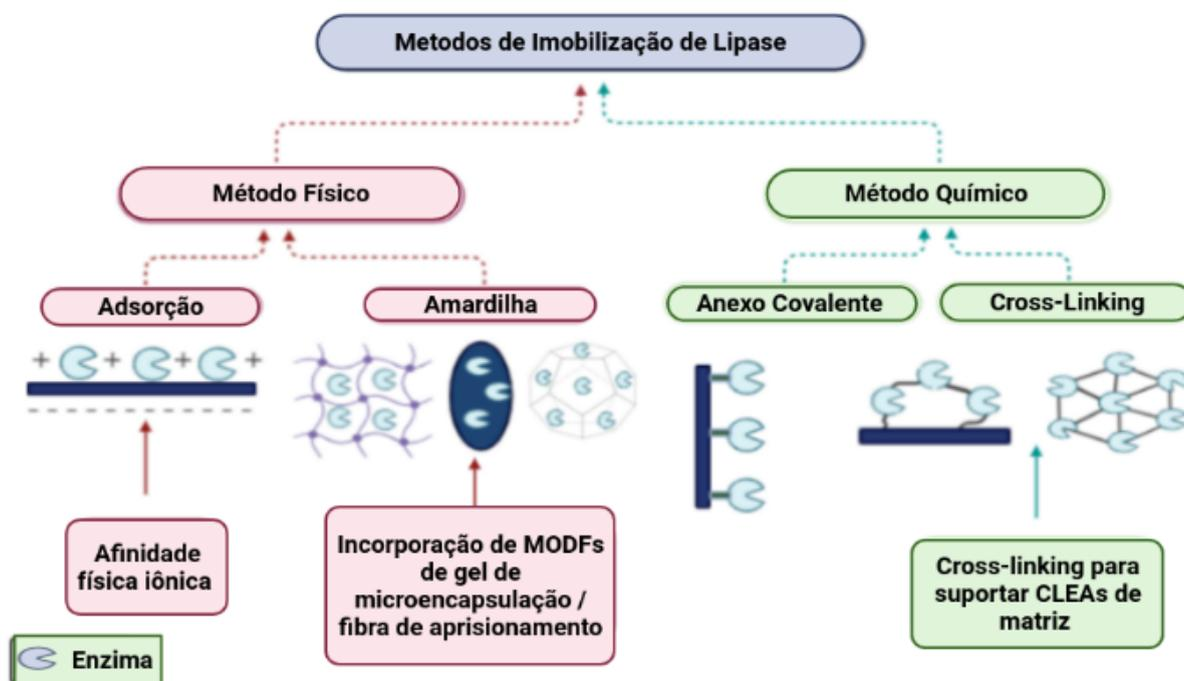 Metodos de Imobilização de Lipase
Método Físico
Método Químico
Adsorção
Amardilha
Anexo Covalente
Cross-Linking
+ + + +
Afinidade
física iônica
Incorporação de MODFs
de gel de
microencapsulação /
fibra de aprisionamento
Cross-linking para
suportar CLEAs de
matriz
Enzima